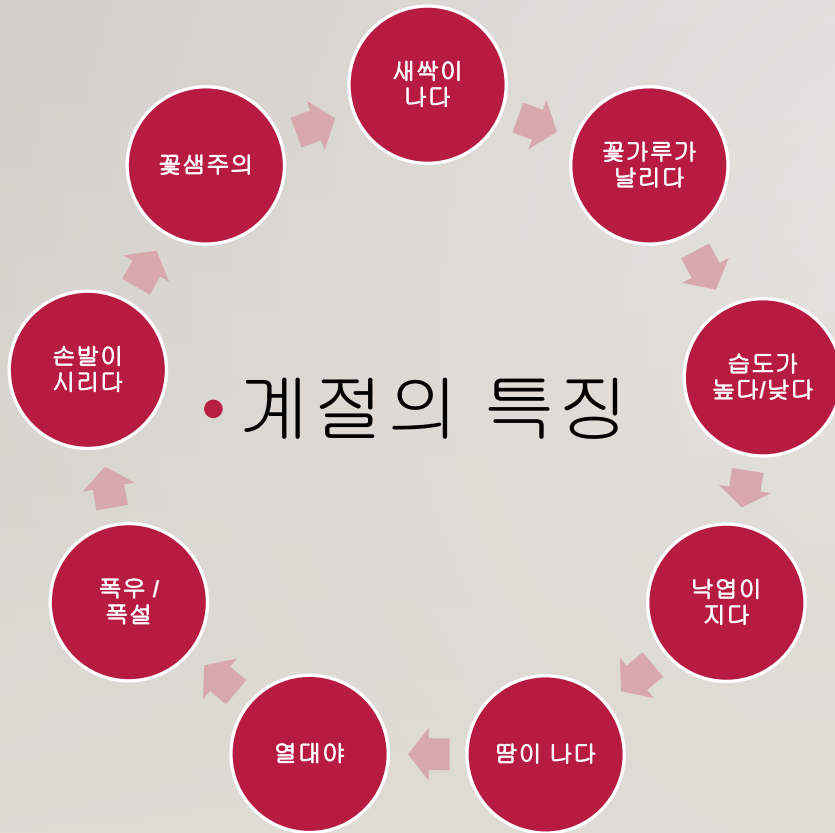 새싹이
나다
꽃가루가
날리다
습도가
높다/낮다
낙엽이
지다
땀이 나다
열대야
폭우 /
폭설
손발이
시리다
꽃샘주의
• 계절의 특징